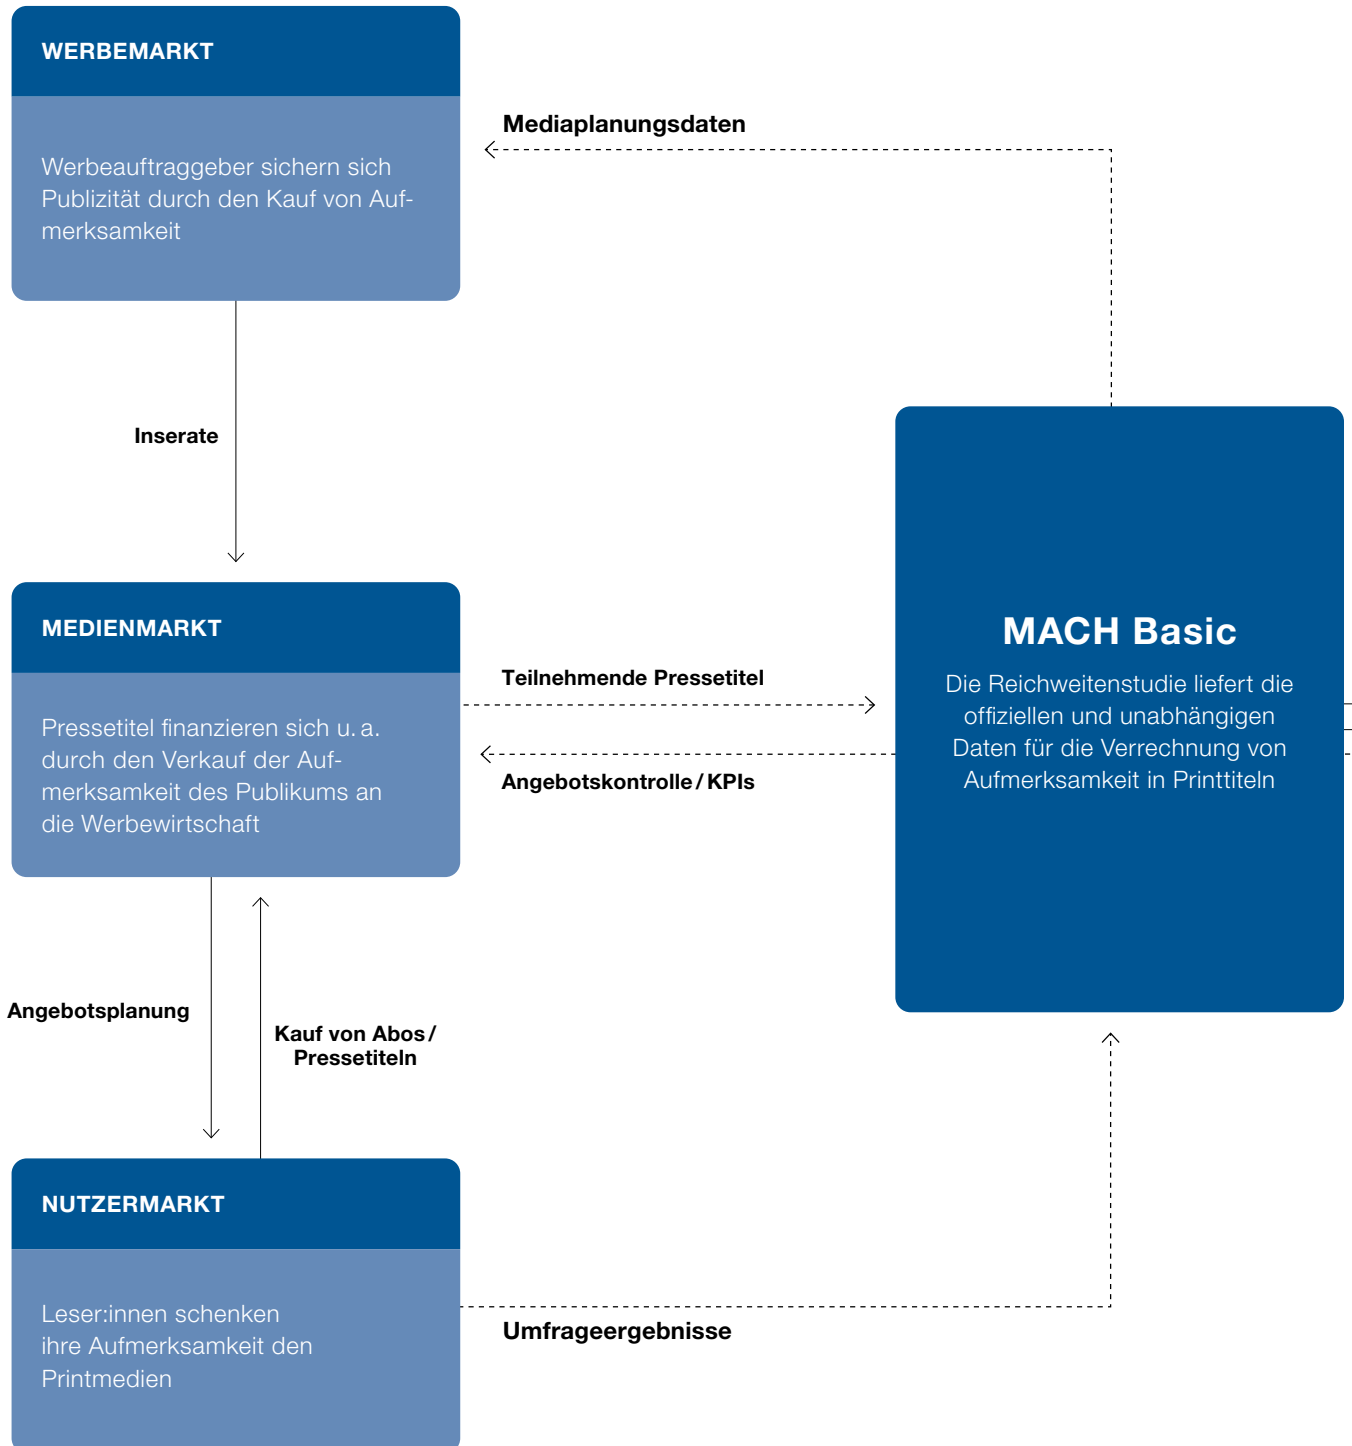 WERBEMARKT
Werbeauftraggeber sichern sich
Publizität durch den Kauf von Auf-
merksamkeit
Mediaplanungsdaten
Inserate
MEDIENMARKT
Pressetitel finanzieren sich u. a.
durch den Verkauf der Auf-
merksamkeit des Publikums an
die Werbewirtschaft
Teilnehmende Pressetitel
Angebotskontrolle / KPIs
MACH Basic
Die Reichweitenstudie liefert die
offiziellen und unabhängigen
Daten für die Verrechnung von
Aufmerksamkeit in Printtiteln
Angebotsplanung
Kauf von Abos /
Pressetiteln
NUTZERMARKT
Leser:innen schenken
ihre Aufmerksamkeit den
Printmedien
Umfrageergebnisse